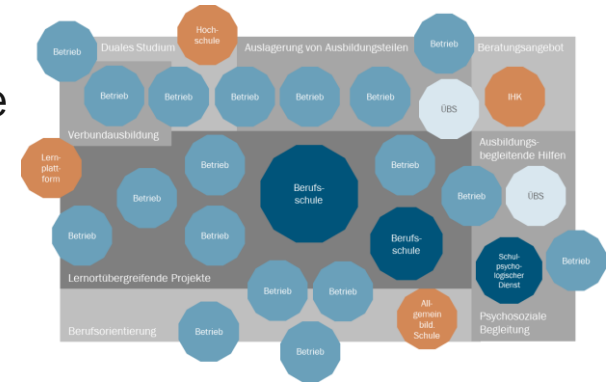 e
Hoch-
schule
Betrieb
Duales Studium
Auslagerung von Ausbildungsteilen
Betrieb
Beratungsangebot
Betrieb
Betrieb
Betrieb
Betrieb
Betrieb
ÜBS
IHK
Verbundausbildung
Ausbildungs-
begleitende Hilfen
Lern-
platt-
form
Betrieb
Berufs-
schule
Betrieb
Betrieb
Betrieb
ÜBS
Betrieb
Betrieb
Berufs-
schule
Schul-
psycho-
logischer
Dienst
Betrieb
Lernortübergreifende Projekte
Betrieb
Betrieb
All-
gemein
bild.
Schule
Psychosoziale
Begleitung
Berufsorientierung
Betrieb
Betrieb